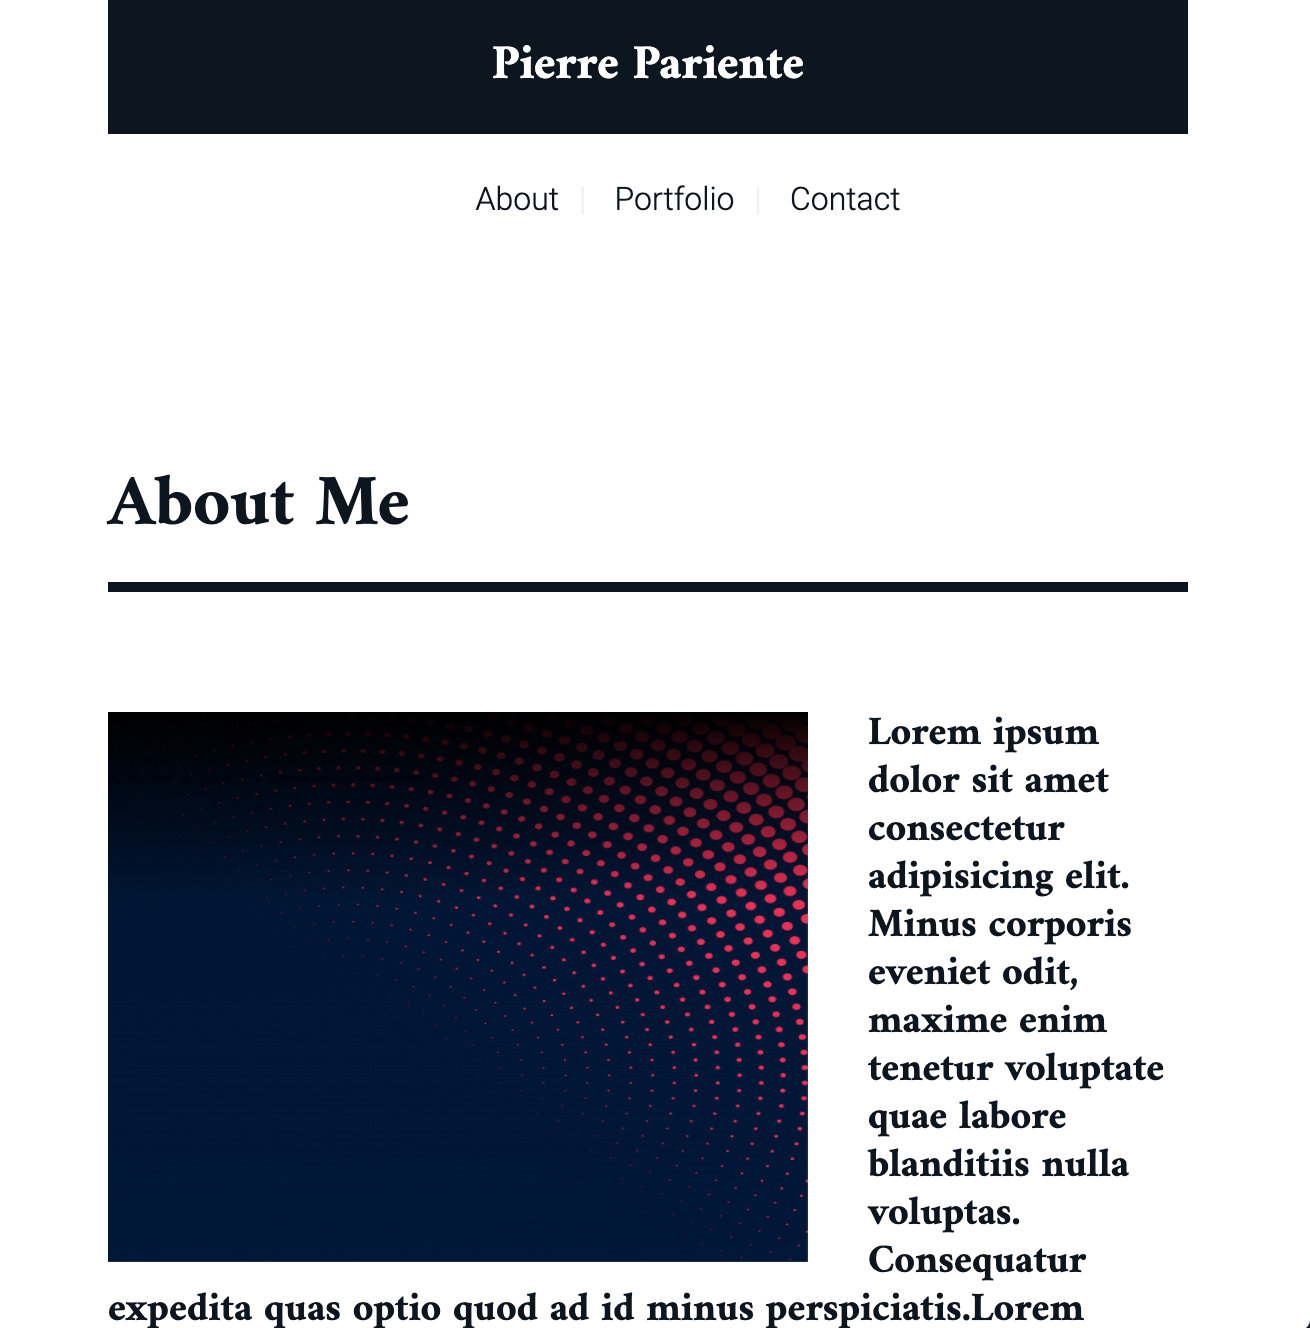 Pierre Pariente
About
Portfolio
Contact
About Me
Lorem ipsum
dolor sit amet
consectetur
adipisicing elit.
Minus corporis
eveniet odit,
maxime enim
tenetur voluptate
quae labore
blanditiis nulla
voluptas.
Consequatur
expedita quas optio quod ad id minus perspiciatis.Lorem